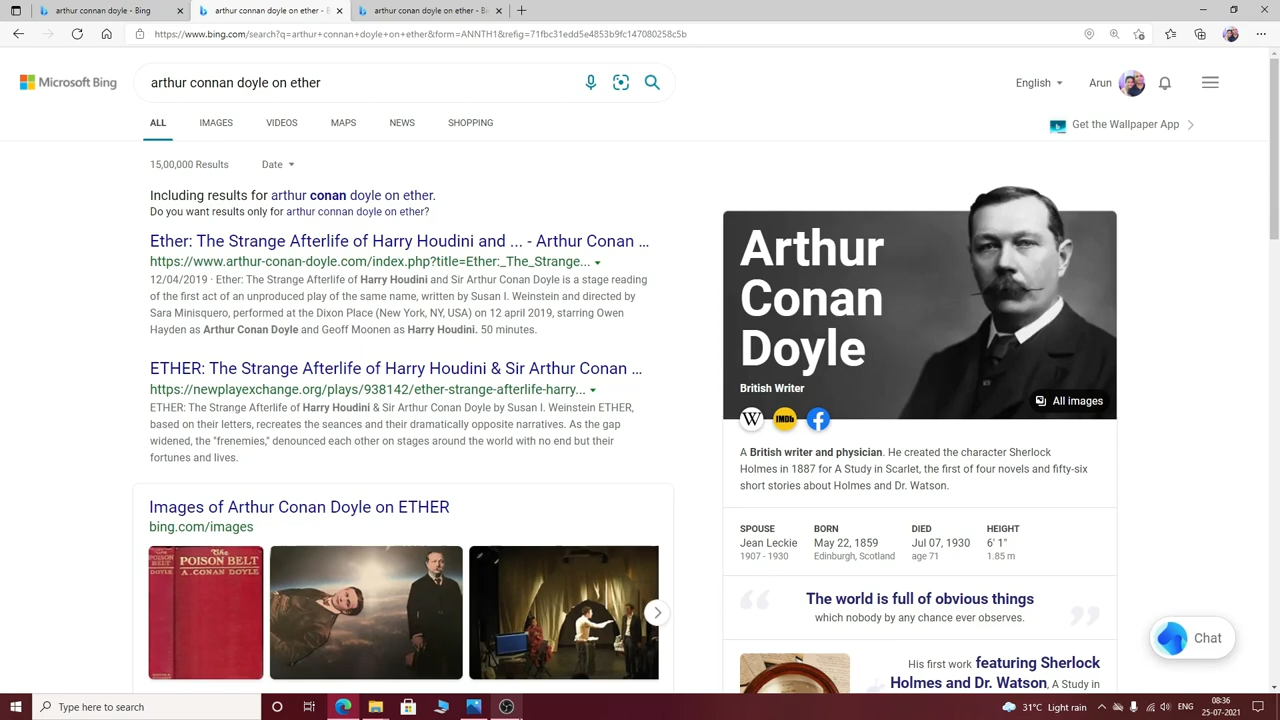 arthur connan doyle - Bing
arthur connan doyle on ether - B
arthur connan doyle on - Bing
https://www.bing.com/search?q=arthur+connan+doyle+on+ether&form=ANNTH1&refig=71fbc31edd5e4853b9fc147080258c5b
Microsoft Bing
arthur connan doyle on ether
English
Arun
ALL
IMAGES
VIDEOS
MAPS
NEWS
SHOPPING
Get the Wallpaper App
15,00,000 Results
Date
Including results for arthur conan doyle on ether.
Do you want results only for arthur connan doyle on ether?
Ether: The Strange Afterlife of Harry Houdini and ... - Arthur Conan ...
https://www.arthur-conan-doyle.com/index.php?title=Ether:_The_Strange...
12/04/2019 · Ether: The Strange Afterlife of Harry Houdini and Sir Arthur Conan Doyle is a stage reading
of the first act of an unproduced play of the same name, written by Susan I. Weinstein and directed by
Sara Minisquero, performed at the Dixon Place (New York, NY, USA) on 12 april 2019, starring Owen
Hayden as Arthur Conan Doyle and Geoff Moonen as Harry Houdini. 50 minutes.
ETHER: The Strange Afterlife of Harry Houdini & Sir Arthur Conan ...
https://newplayexchange.org/plays/938142/ether-strange-afterlife-harry...
ETHER: The Strange Afterlife of Harry Houdini & Sir Arthur Conan Doyle by Susan I. Weinstein ETHER,
based on their letters, recreates the seances and their dramatically opposite narratives. As the gap
widened, the "frenemies," denounced each other on stages around the world with no end but their
fortunes and lives.
Images of Arthur Conan Doyle on ETHER
bing.com/images
DOYLE
The
POISON BELT
A. CONAN DOYLE
Arthur
Conan
Doyle
British Writer
All images
W
IMDb
f
A British writer and physician. He created the character Sherlock
Holmes in 1887 for A Study in Scarlet, the first of four novels and fifty-six
short stories about Holmes and Dr. Watson.
SPOUSE
Jean Leckie
1907 - 1930
BORN
May 22, 1859
Edinburgh, Scotland
DIED
Jul 07, 1930
age 71
HEIGHT
6' 1"
1.85 m
The world is full of obvious things
which nobody by any chance ever observes.
His first work featuring Sherlock
Holmes and Dr. Watson, A Study in
Chat
Type here to search
31°C Light rain
ENG
08:36
25-07-2021